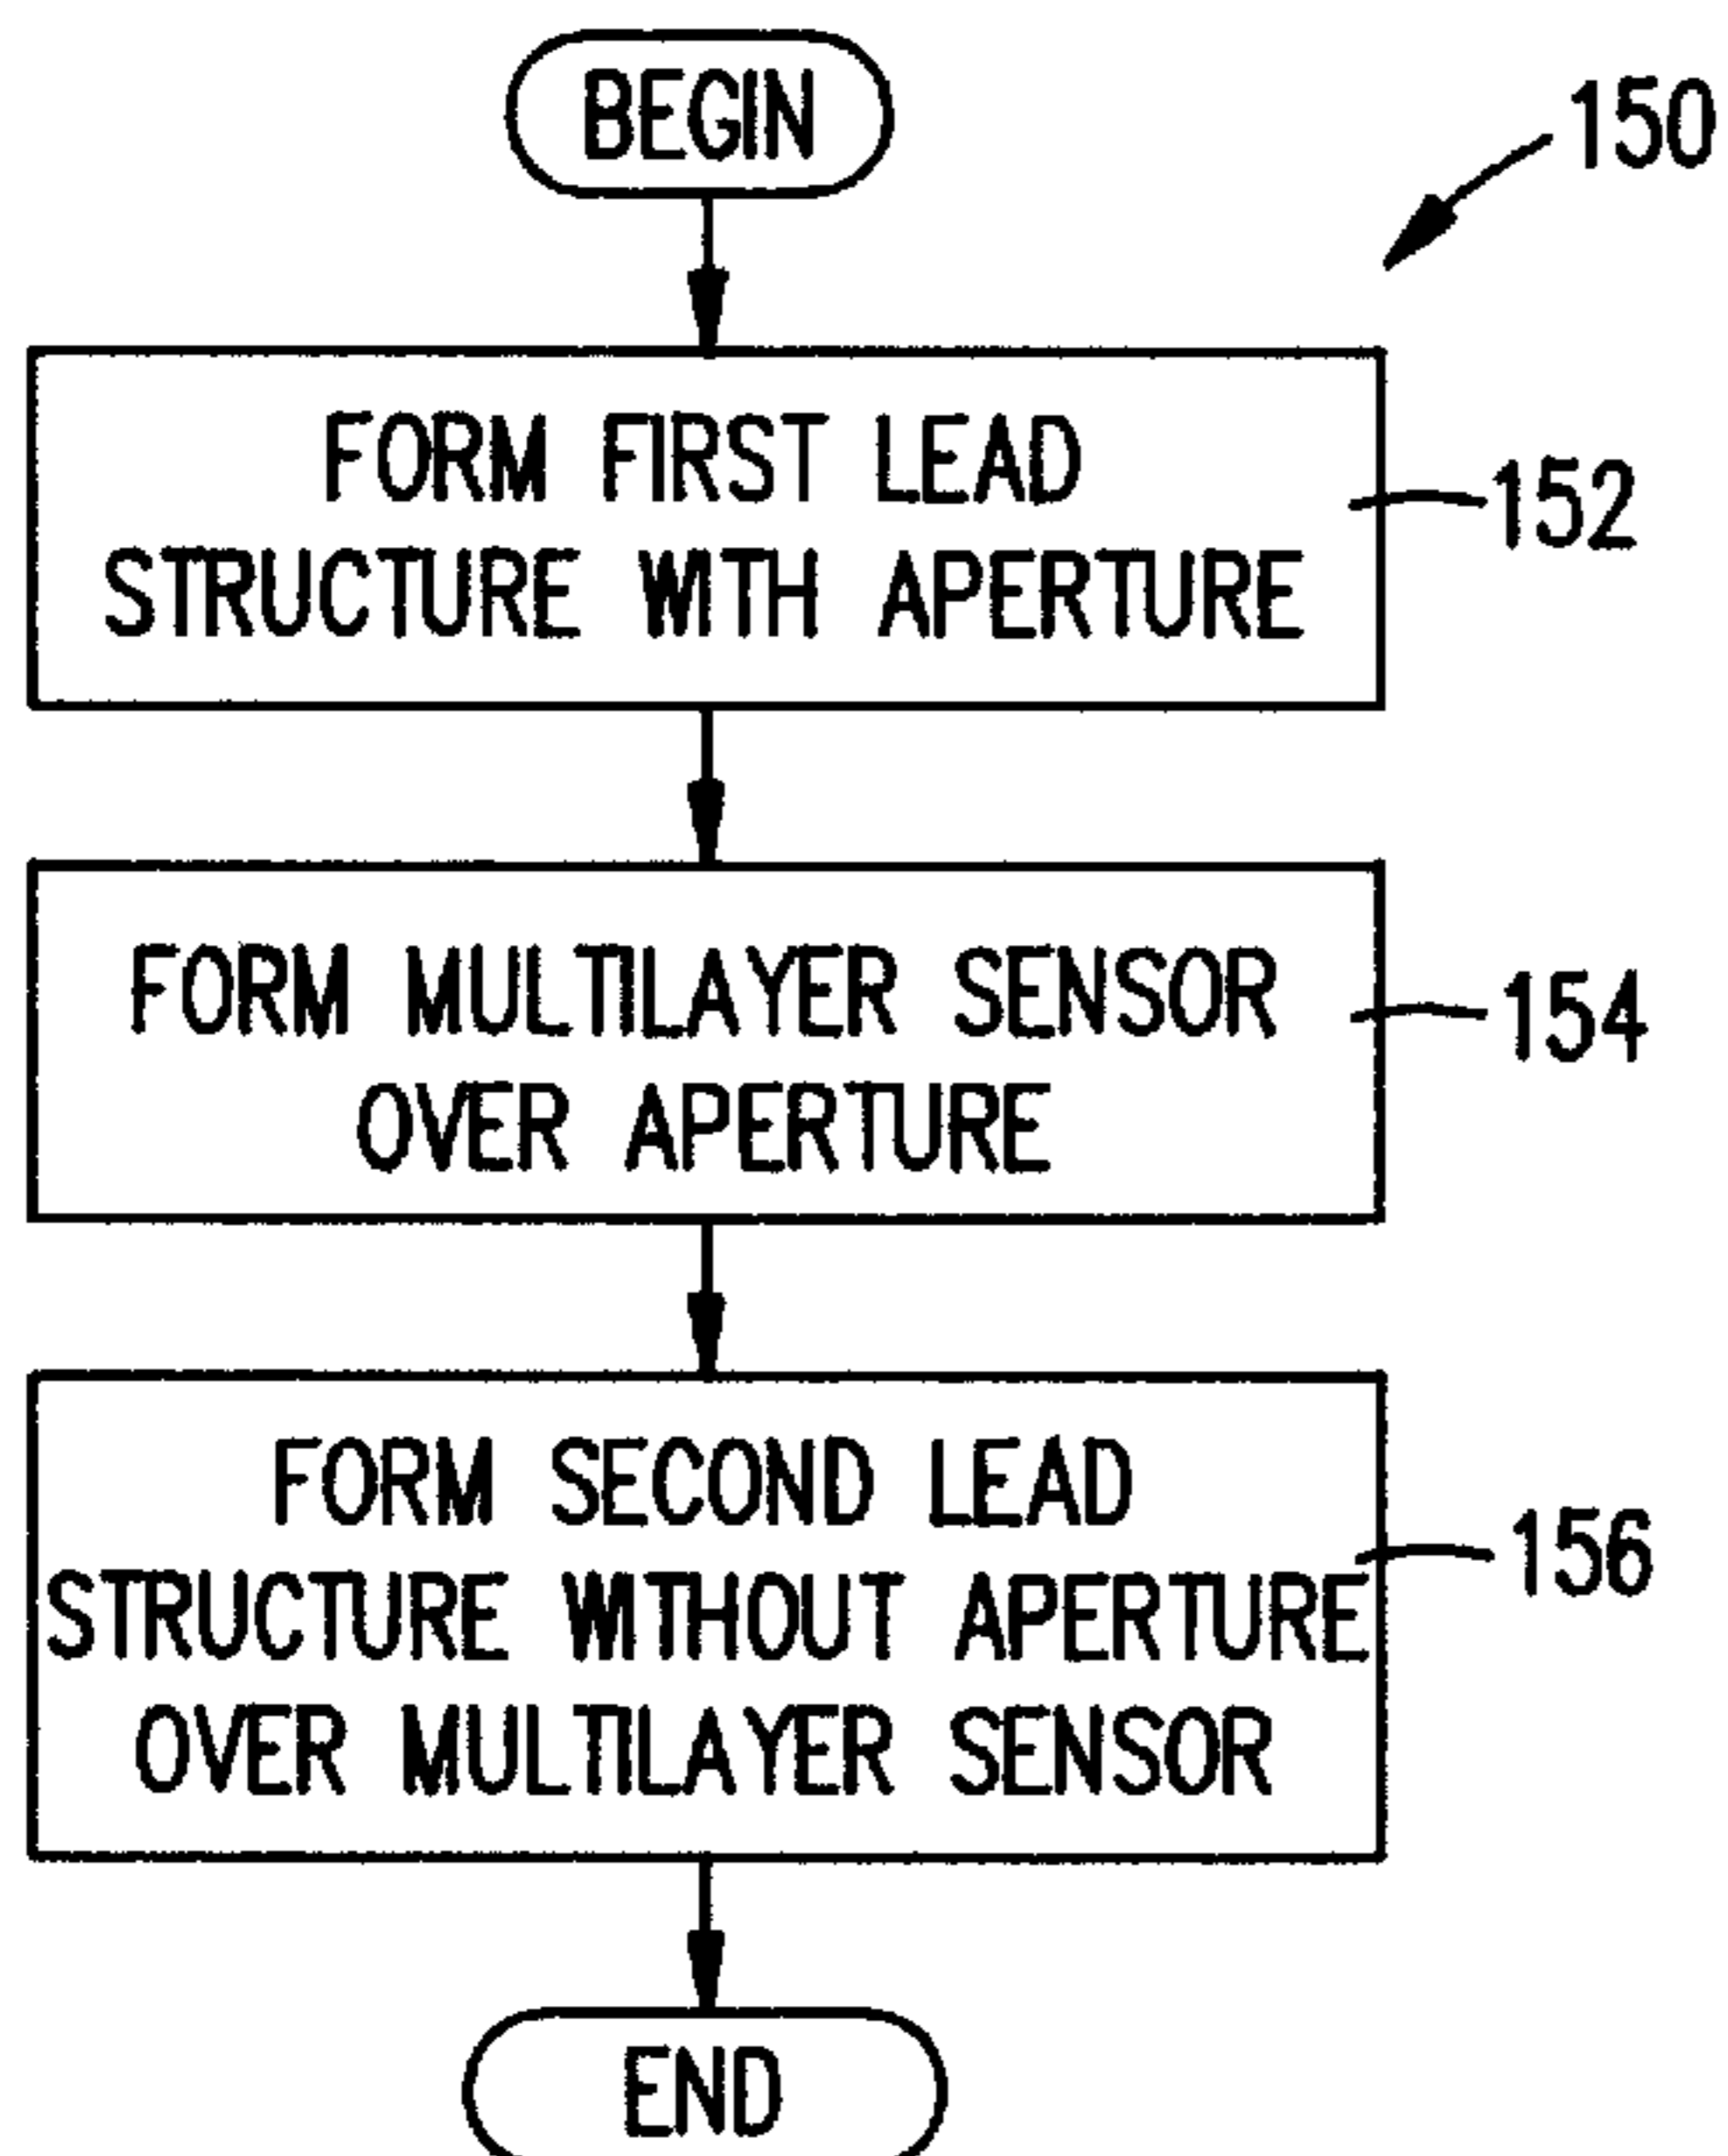 BEGIN
150
FORM FIRST LEAD
STRUCTURE WITH APERTURE
152
FORM MULTILAYER SENSOR
OVER APERTURE
154
FORM SECOND LEAD
STRUCTURE WITHOUT APERTURE
OVER MULTILAYER SENSOR
156
END